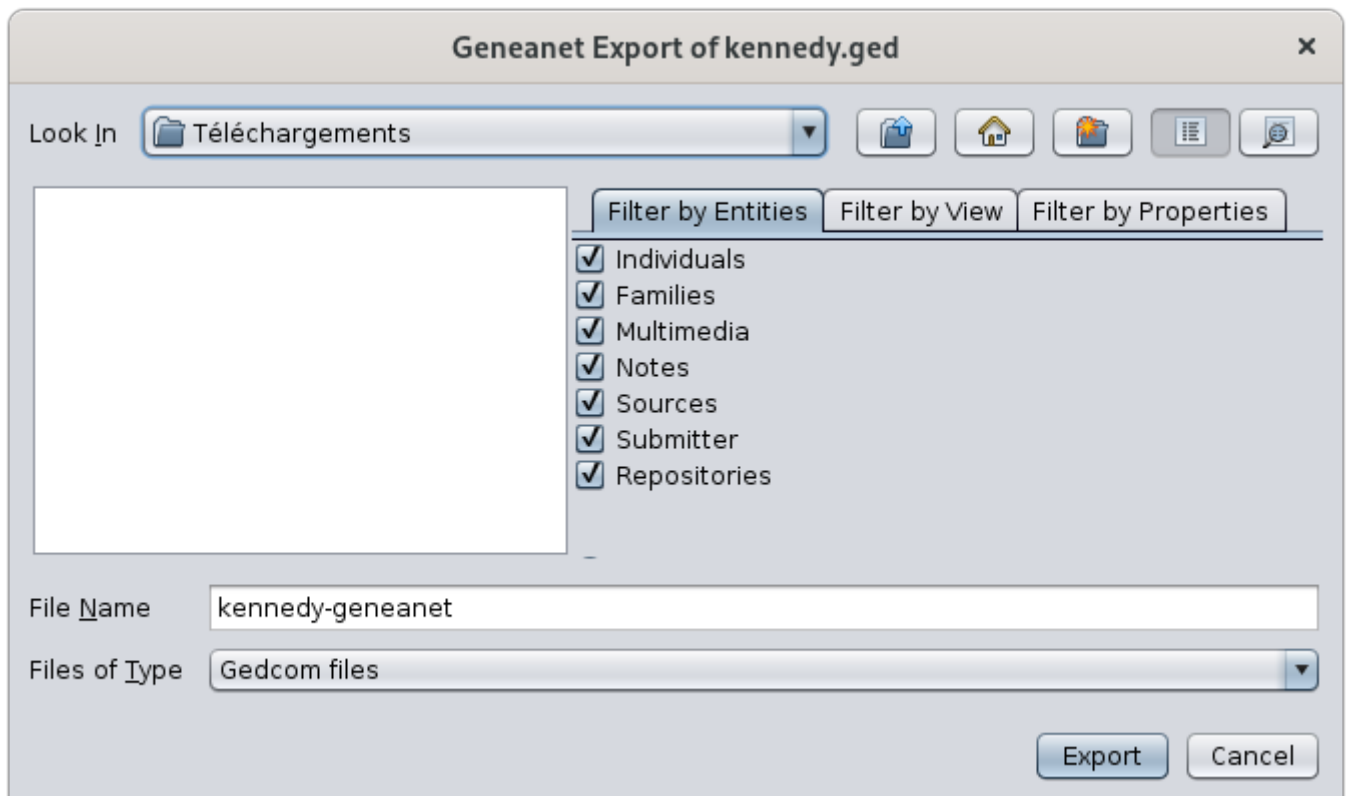 Geneanet Export of kennedy.ged
Look In Téléchargements
Filter by Entities Filter by View Filter by Properties
Individuals
Families
Multimedia
Notes
Sources
Submitter
Repositories
File Name kennedy-geneanet
Files of Type Gedcom files
Export Cancel